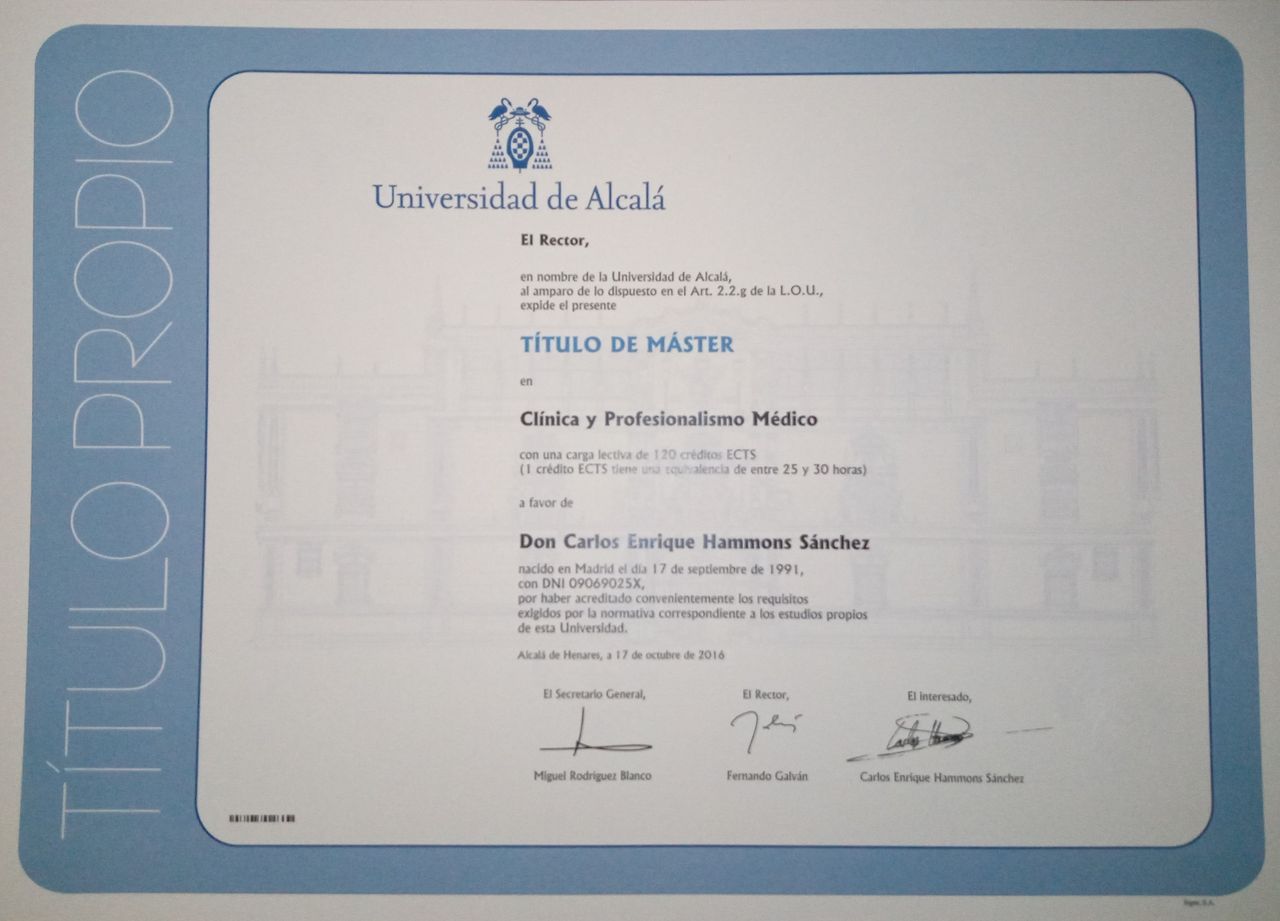 TÍTULO PROPIO
Universidad de Alcalá
El Rector,
en nombre de la Universidad de Alcalá,
al amparo de lo dispuesto en el Art. 2.2.g de la L.O.U.,
expide el presente
TÍTULO DE MÁSTER
en
Clínica y Profesionalismo Médico
con una carga lectiva de 120 créditos ECTS
(1 crédito ECTS tiene una equivalencia de entre 25 y 30 horas)
a favor de
Don Carlos Enrique Hammons Sánchez
nacido en Madrid el día 17 de septiembre de 1991,
con DNI 09069025X,
por haber acreditado convenientemente los requisitos
exigidos por la normativa correspondiente a los estudios propios
de esta Universidad.
Alcalá de Henares, a 17 de octubre de 2016
El Secretario General, El Rector, El interesado,
Miguel Rodríguez Blanco Fernando Galván Carlos Enrique Hammons Sánchez